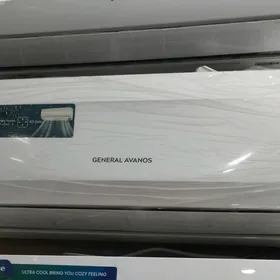 GENERAL AVANOS
ULTRA COOL BRING YOU COZY FEELING